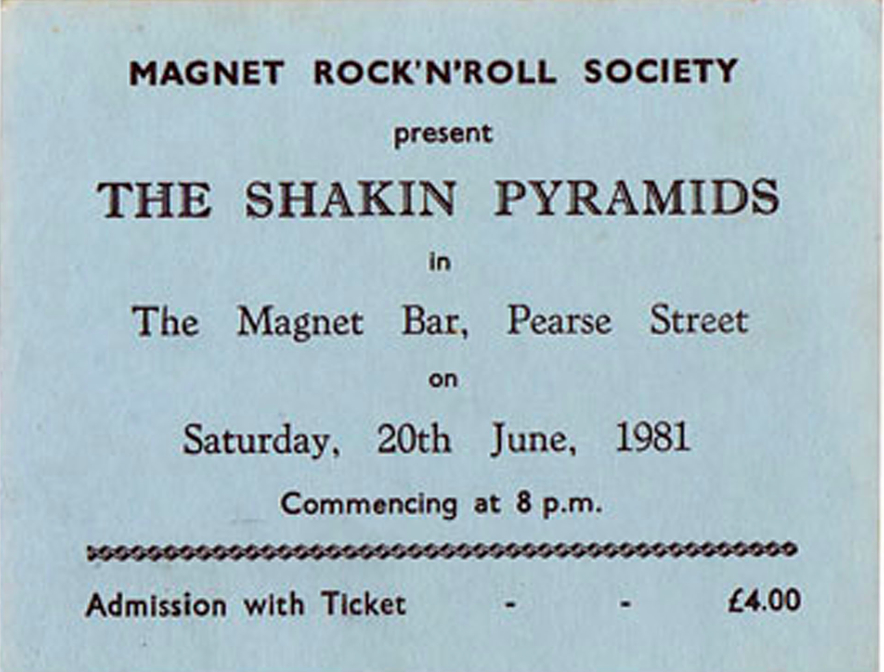 MAGNET ROCK'N'ROLL SOCIETY
present
THE SHAKIN PYRAMIDS
in
The Magnet Bar, Pearse Street
on
Saturday, 20th June, 1981
Commencing at 8 p.m.
Admission with Ticket - - £4.00